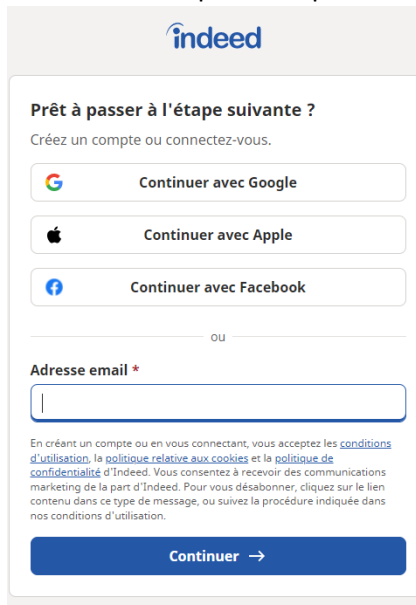 indeed
Prêt à passer à l'étape suivante ?
Créez un compte ou connectez-vous.
Continuer avec Google
Continuer avec Apple
Continuer avec Facebook
ou
Adresse email *
En créant un compte ou en vous connectant, vous acceptez les conditions
d'utilisation, la politique relative aux cookies et la politique de
confidentialité d'Indeed. Vous consentez à recevoir des communications
marketing de la part d'Indeed. Pour vous désabonner, cliquez sur le lien
contenu dans ce type de message, ou suivez la procédure indiquée dans
nos conditions d'utilisation.
Continuer →